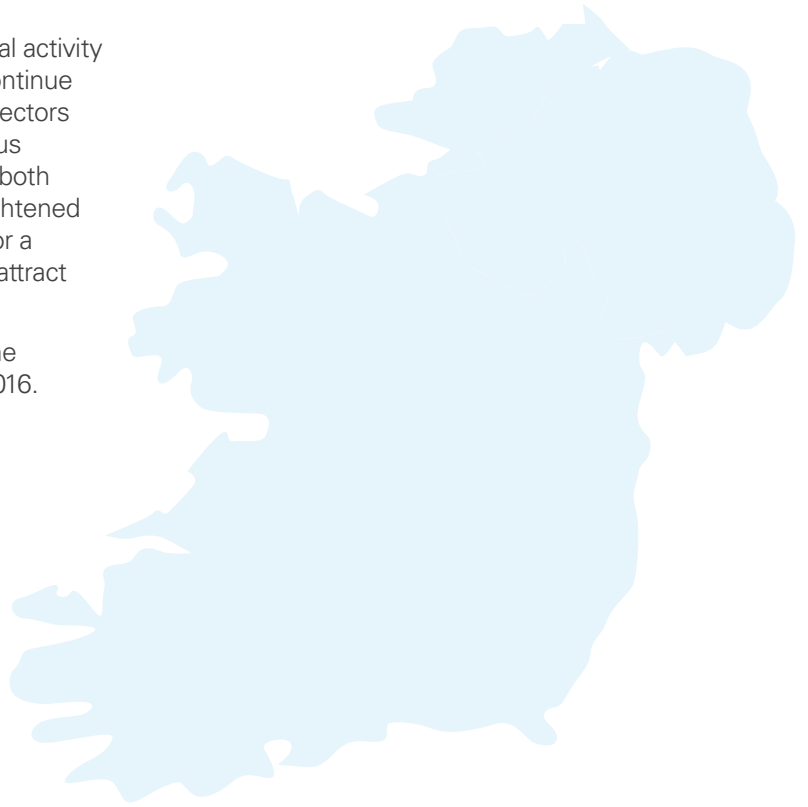 al activity
ontinue
ectors
us
both
htened
or a
attract
016.